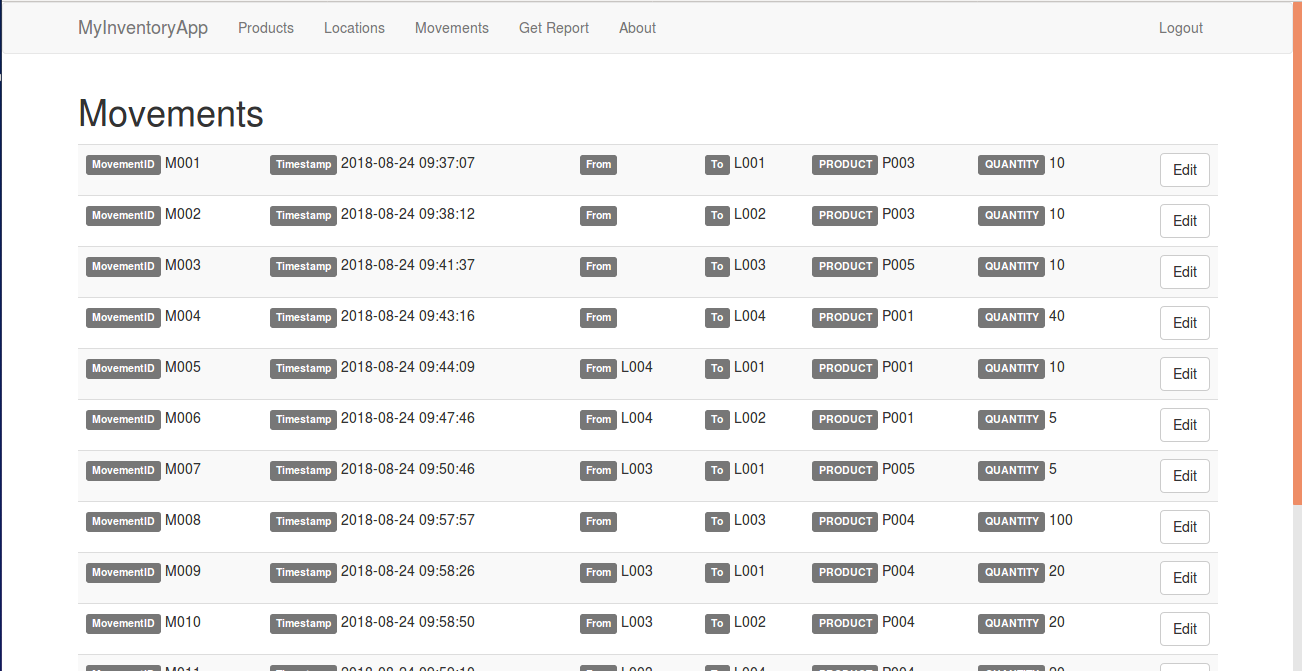 MyInventoryApp Products Locations Movements Get Report About Logout
Movements
MovementID M001 Timestamp 2018-08-24 09:37:07 From To L001 PRODUCT P003 QUANTITY 10 Edit
MovementID M002 Timestamp 2018-08-24 09:38:12 From To L002 PRODUCT P003 QUANTITY 10 Edit
MovementID M003 Timestamp 2018-08-24 09:41:37 From To L003 PRODUCT P005 QUANTITY 10 Edit
MovementID M004 Timestamp 2018-08-24 09:43:16 From To L004 PRODUCT P001 QUANTITY 40 Edit
MovementID M005 Timestamp 2018-08-24 09:44:09 From L004 To L001 PRODUCT P001 QUANTITY 10 Edit
MovementID M006 Timestamp 2018-08-24 09:47:46 From L004 To L002 PRODUCT P001 QUANTITY 5 Edit
MovementID M007 Timestamp 2018-08-24 09:50:46 From L003 To L001 PRODUCT P005 QUANTITY 5 Edit
MovementID M008 Timestamp 2018-08-24 09:57:57 From To L003 PRODUCT P004 QUANTITY 100 Edit
MovementID M009 Timestamp 2018-08-24 09:58:26 From L003 To L001 PRODUCT P004 QUANTITY 20 Edit
MovementID M010 Timestamp 2018-08-24 09:58:50 From L003 To L002 PRODUCT P004 QUANTITY 20 Edit